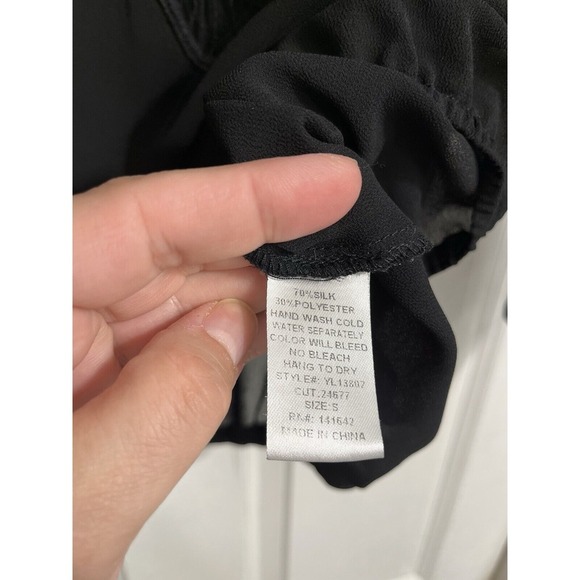 70%SILK
30%POLYESTER
HAND WASH COLD
WATER SEPARATELY
COLOR WILL BLEED
NO BLEACH
HANG TO DRY
STYLE#: YL13807
CUT.24677
SIZE:S
RN#: 141642
MADE IN CHINA